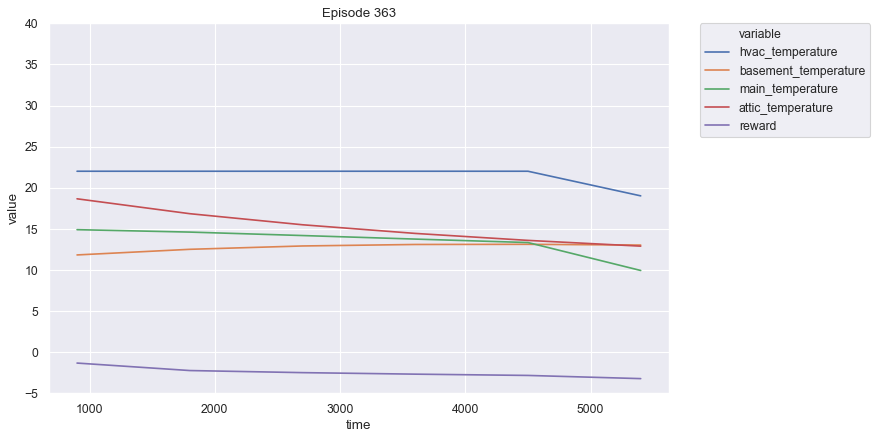 Episode 363
40
35
30
25
20
15
10
5
0
−5
value
1000 2000 3000 4000 5000
time
variable
hvac_temperature
basement_temperature
main_temperature
attic_temperature
reward